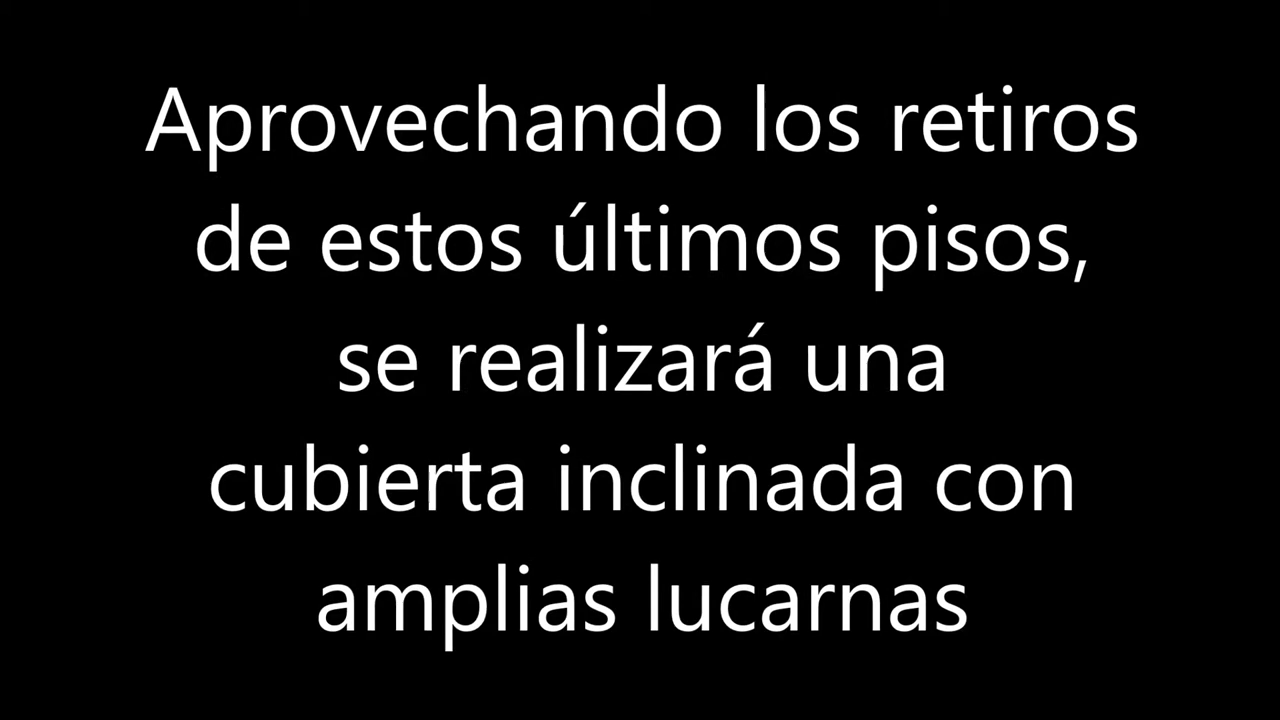 Aprovechando los retiros
de estos últimos pisos,
se realizará una
cubierta inclinada con
amplias lucarnas